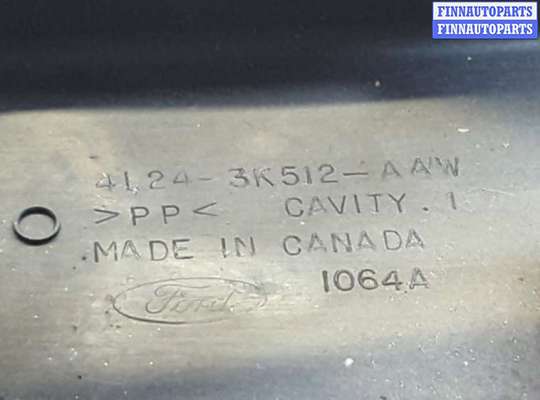 FINNAUTOPARTS
FINNAUTOPARTS
4L24-3K512-AAW
>PP< CAVITY.1
.MADE IN CANADA
1064A
Ford